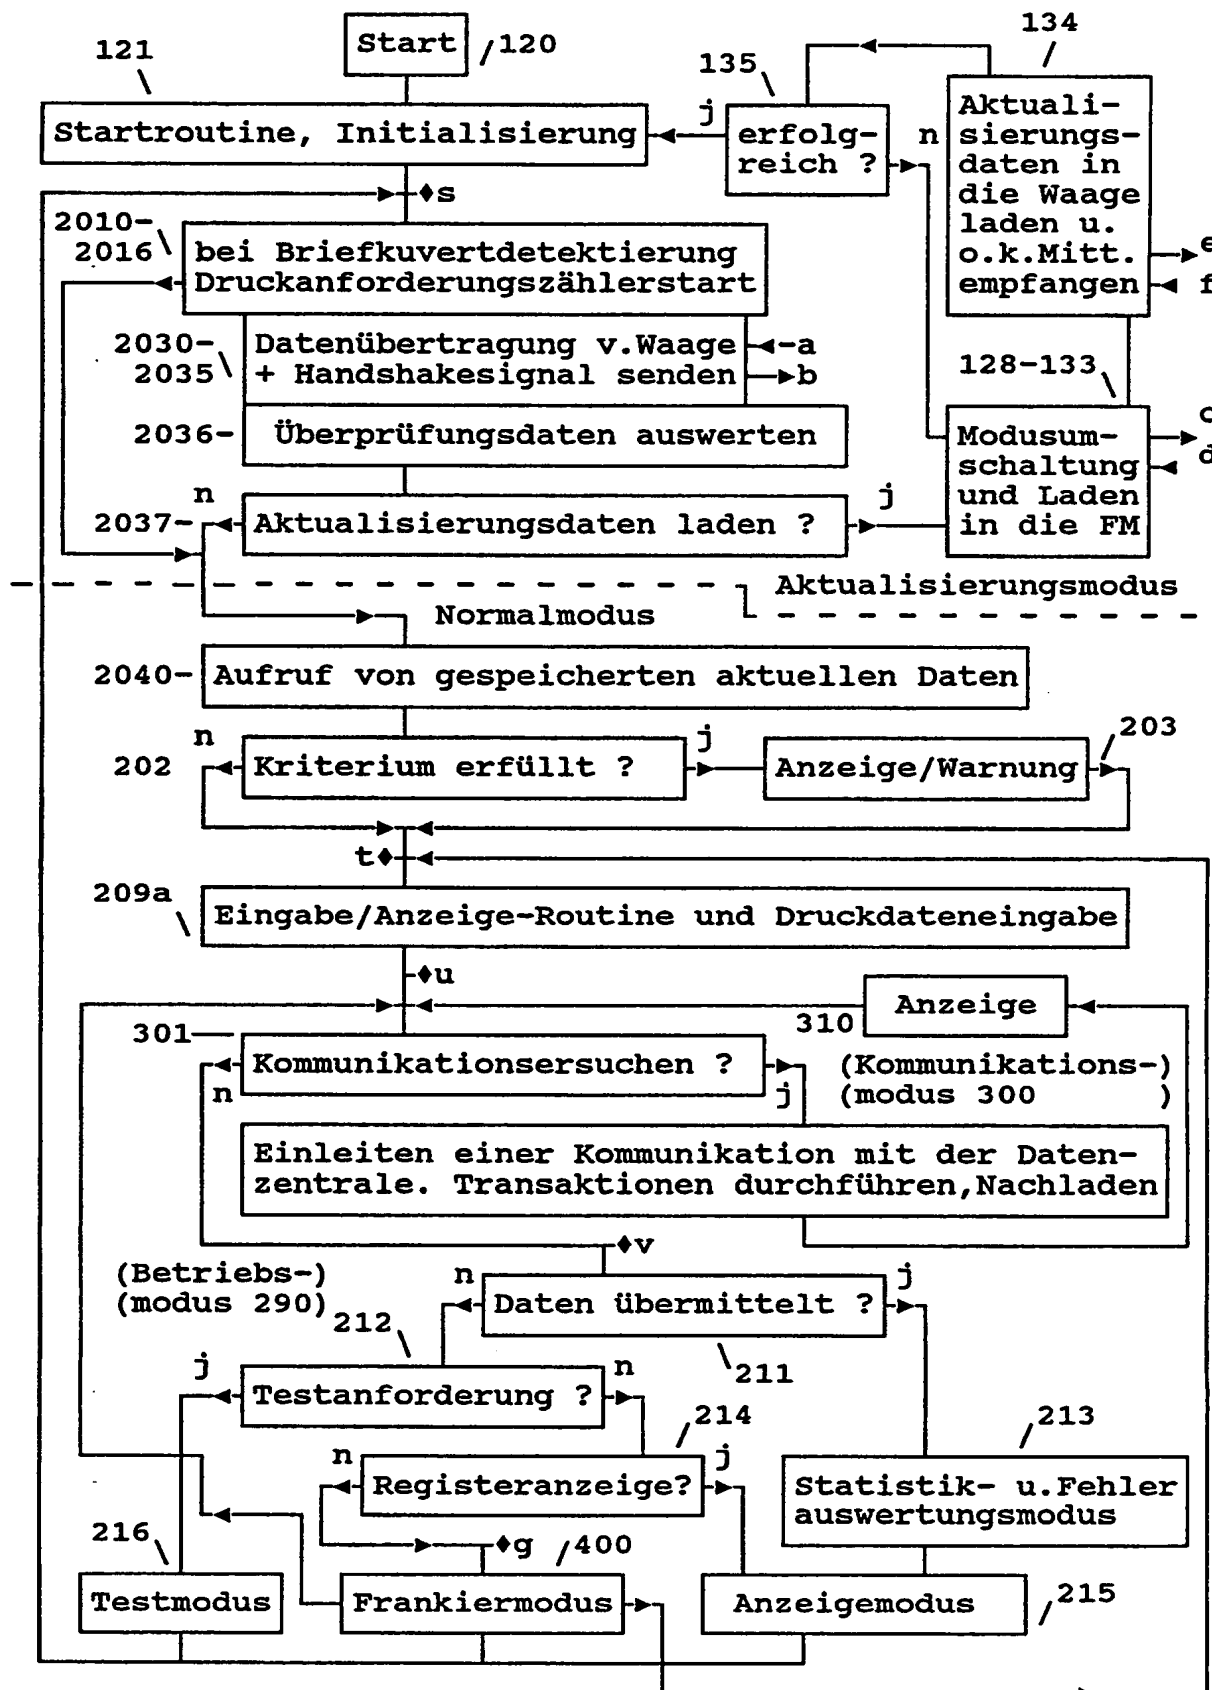 Start
120
121
134
135
Startroutine, Initialisierung
j
erfolg-
reich ?
n
Aktuali-
sierungs-
daten in
die Waage
laden u.
o.k.Mitt.
empfangen
e
f
s
2010-
2016
bei Briefkuvertdetektierung
Druckanforderungszählerstart
2030-
2035
Datenübertragung v.Waage
+ Handshakesignal senden
a
b
128-133
2036-
Überprüfungsdaten auswerten
Modusum-
schaltung
und Laden
in die FM
c
d
n
2037-
Aktualisierungsdaten laden ?
j
Aktualisierungsmodus
Normalmodus
2040-
Aufruf von gespeicherten aktuellen Daten
n
202
Kriterium erfüllt ?
j
Anzeige/Warnung
203
t
209a
Eingabe/Anzeige-Routine und Druckdateneingabe
u
Anzeige
310
301
Kommunikationsersuchen ?
n
j
(Kommunikations-)
(modus 300 )
Einleiten einer Kommunikation mit der Daten-
zentrale. Transaktionen durchführen,Nachladen
v
(Betriebs-)
(modus 290)
n
Daten übermittelt ?
j
211
212
j
Testanforderung ?
n
214
213
n
Registeranzeige?
j
Statistik- u.Fehler
auswertungsmodus
216
g
400
Testmodus
Frankiermodus
Anzeigemodus
215